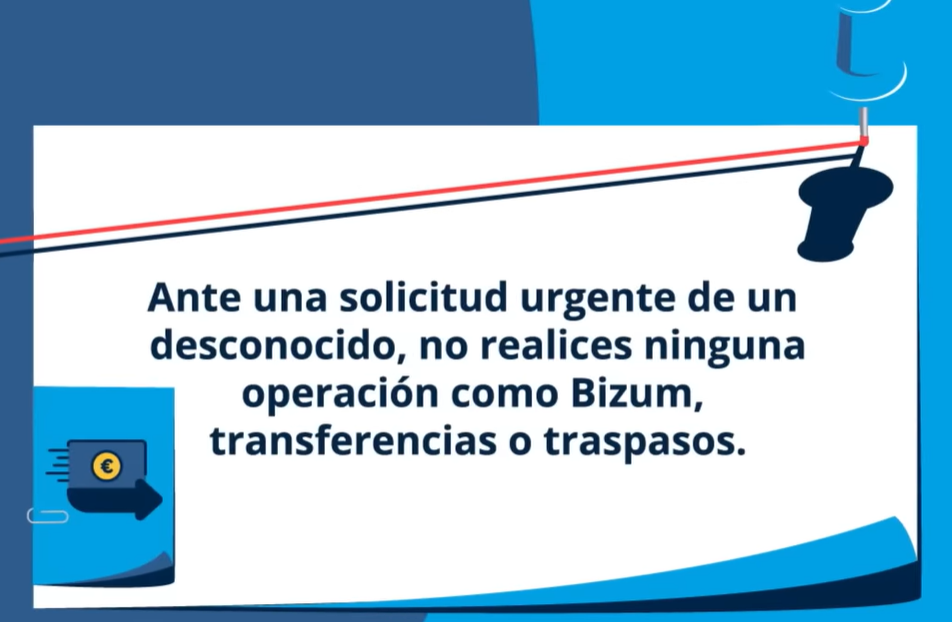 Ante una solicitud urgente de un
desconocido, no realices ninguna
operación como Bizum,
transferencias o traspasos.
€